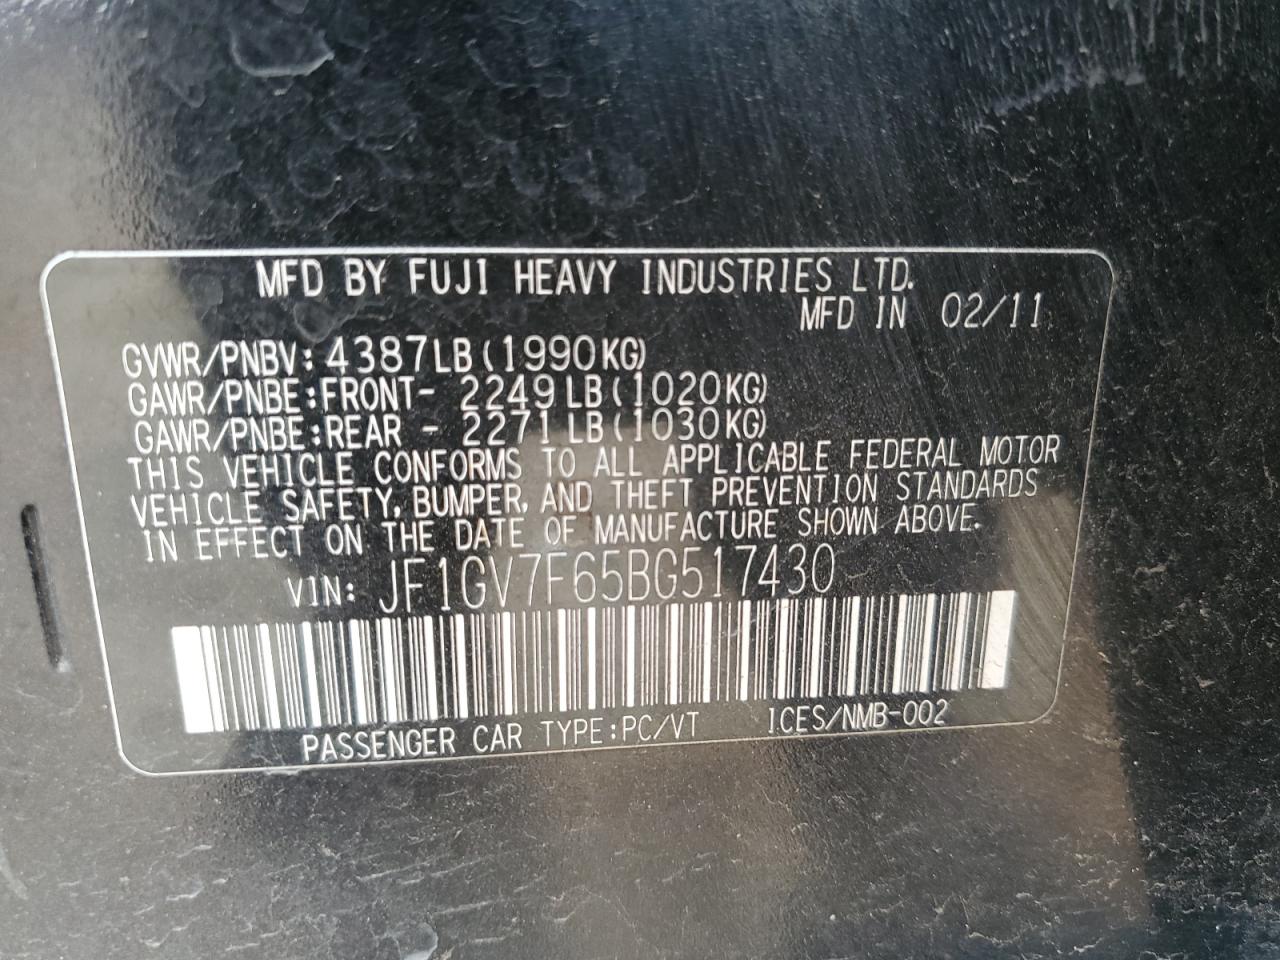 MFD BY FUJI HEAVY INDUSTRIES LTD.
MFD IN 02/11
GVWR/PNBV: 4387LB(1990KG)
GAWR/PNBE:FRONT- 2249LB(1020KG)
GAWR/PNBE:REAR - 2271LB(1030KG)
THIS VEHICLE CONFORMS TO ALL APPLICABLE FEDERAL MOTOR
VEHICLE SAFETY, BUMPER, AND THEFT PREVENTION STANDARDS
IN EFFECT ON THE DATE OF MANUFACTURE SHOWN ABOVE.
VIN: JF1GV7F65BG517430
PASSENGER CAR TYPE:PC/VT ICES/NMB-002